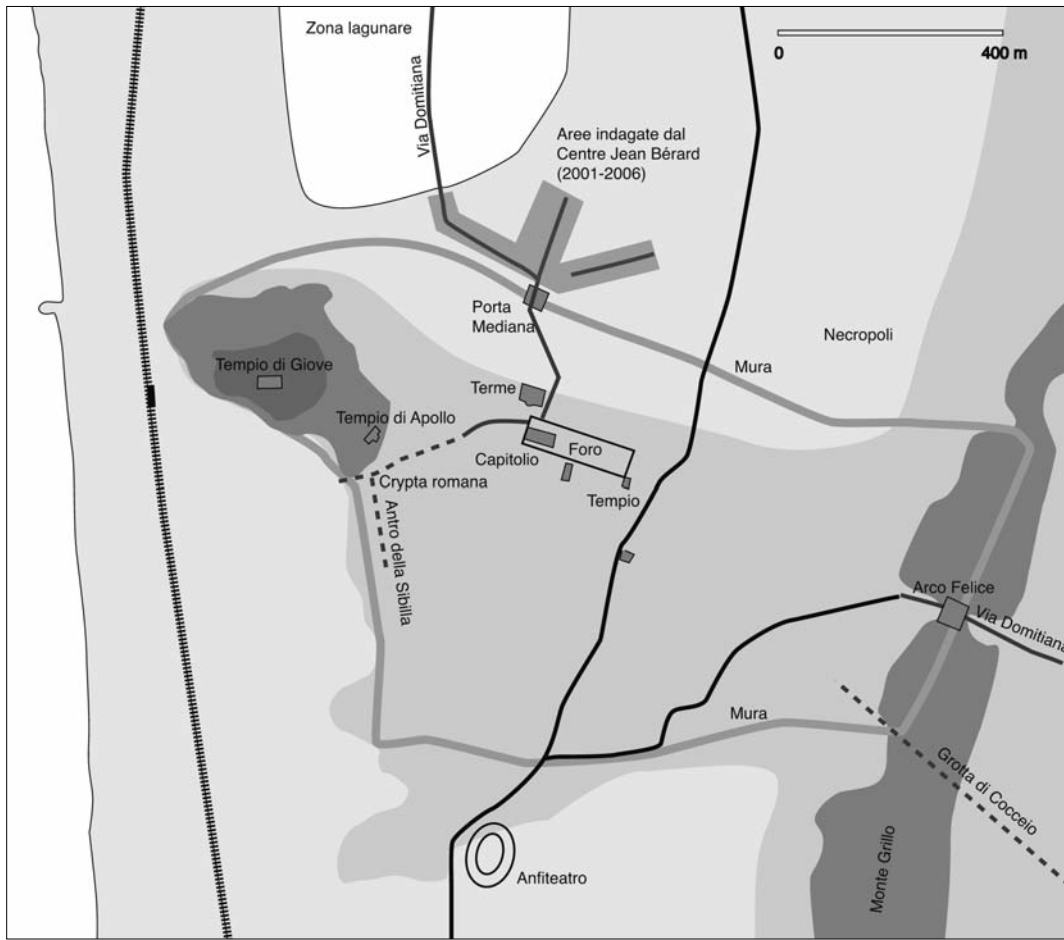 Zona lagunare
0
400 m
Via Domitiana
Aree indagate dal
Centre Jean Bérard
(2001-2006)
Porta
Mediana
Necropoli
Mura
Tempio di Giove
Terme
Tempio di Apollo
Foro
Capitolio
Crypta romana
Tempio
Antro della Sibilla
Arco Felice
Via Domitiana
Mura
Grotta di Cocceio
Monte Grillo
Anfiteatro